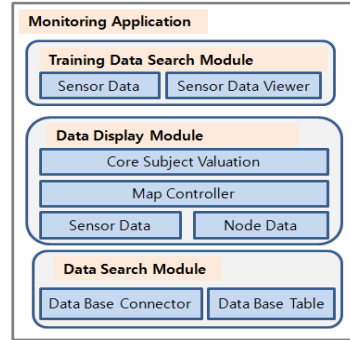 Monitoring Application
Training Data Search Module
Sensor Data Sensor Data Viewer
Data Display Module
Core Subject Valuation
Map Controller
Sensor Data Node Data
Data Search Module
Data Base Connector Data Base Table